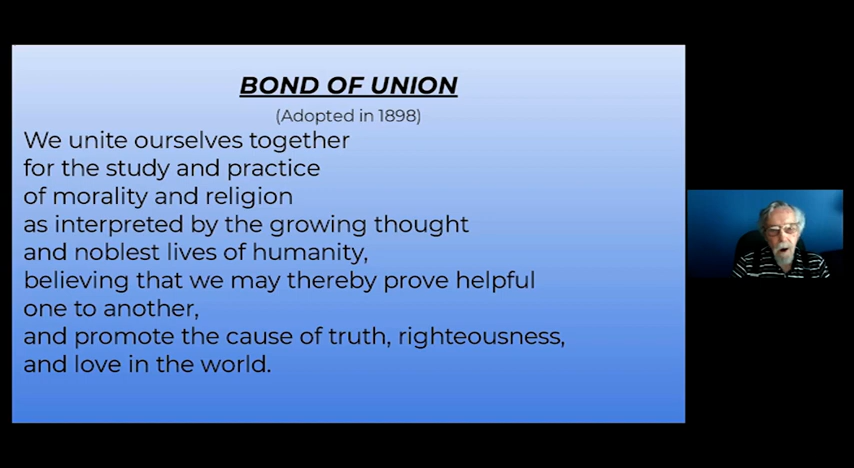 BOND OF UNION
(Adopted in 1898)
We unite ourselves together
for the study and practice
of morality and religion
as interpreted by the growing thought
and noblest lives of humanity,
believing that we may thereby prove helpful
one to another,
and promote the cause of truth, righteousness,
and love in the world.